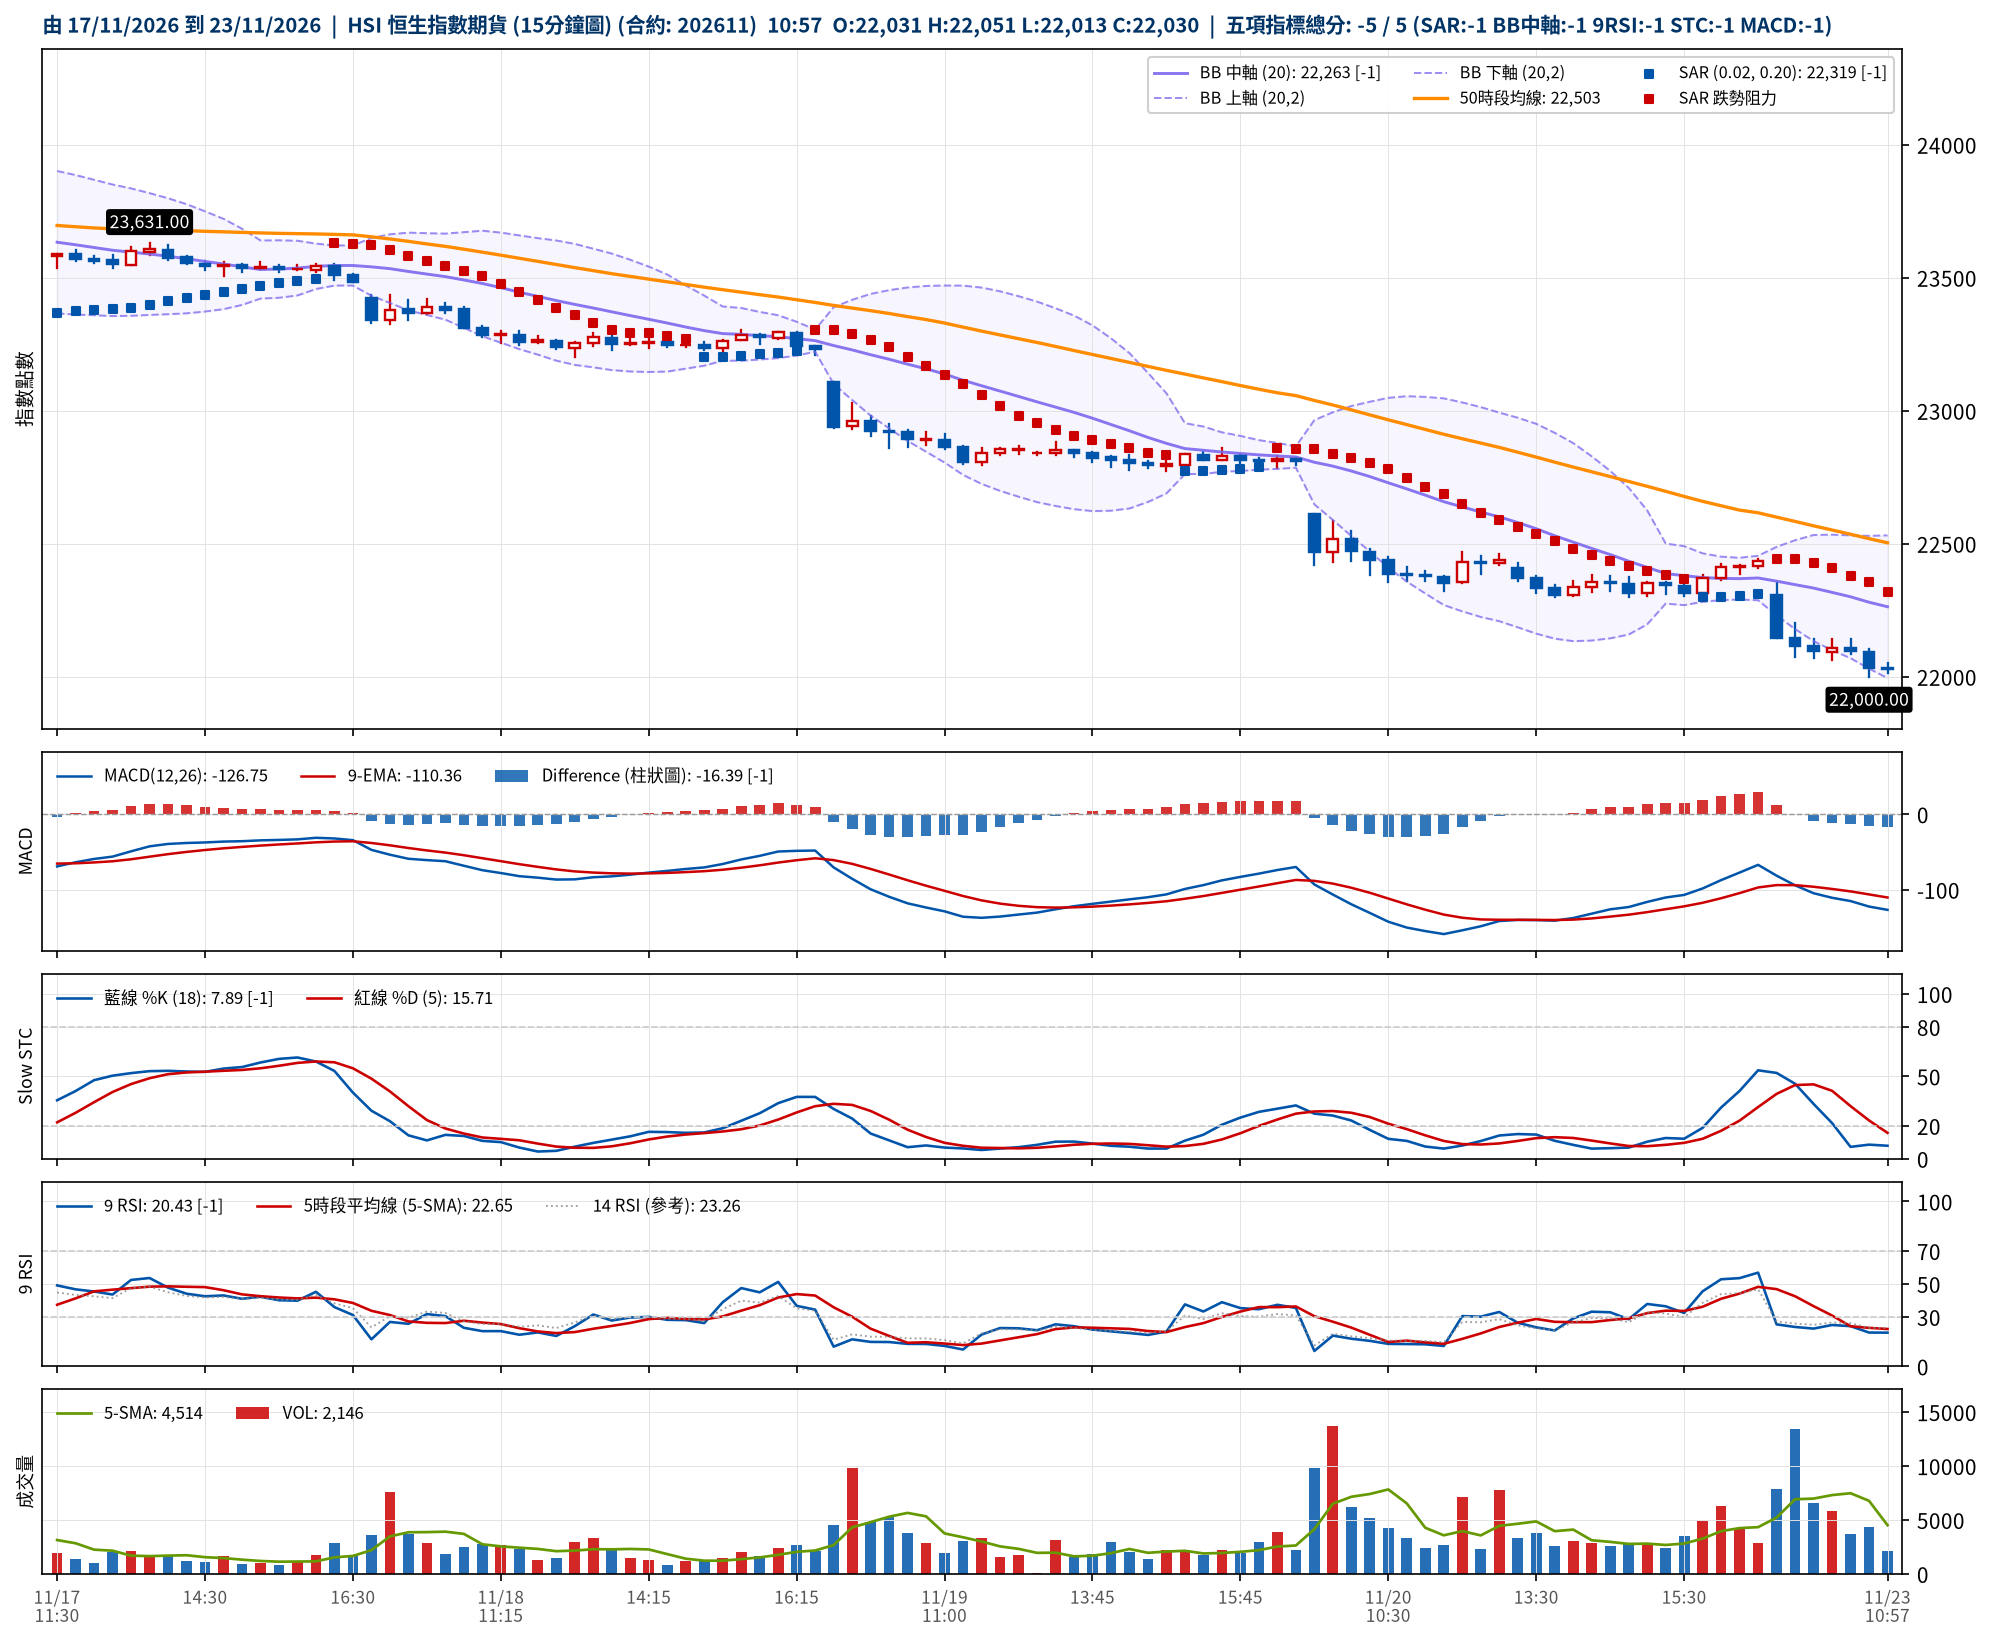 由 17/11/2026 到 23/11/2026 | HSI 恒生指數期貨 (15分鐘圖) (合約: 202611) 10:57 O:22,031 H:22,051 L:22,013 C:22,030 | 五項指標總分: -5 / 5 (SAR:-1 BB中軸:-1 9RSI:-1 STC:-1 MACD:-1)
BB 中軸 (20): 22,263 [-1]
BB 上軸 (20,2)
BB 下軸 (20,2)
50時段均線: 22,503
SAR (0.02, 0.20): 22,319 [-1]
SAR 跌勢阻力
指數點數
24000
23500
23000
22500
22000
23,631.00
22,000.00
MACD
MACD(12,26): -126.75
9-EMA: -110.36
Difference (柱狀圖): -16.39 [-1]
0
-100
Slow STC
藍線 %K (18): 7.89 [-1]
紅線 %D (5): 15.71
100
80
50
20
0
9 RSI
9 RSI: 20.43 [-1]
5時段平均線 (5-SMA): 22.65
14 RSI (參考): 23.26
100
70
50
30
0
成交量
5-SMA: 4,514
VOL: 2,146
15000
10000
5000
0
11/17
11:30
14:30
16:30
11/18
11:15
14:15
16:15
11/19
11:00
13:45
15:45
11/20
10:30
13:30
15:30
11/23
10:57